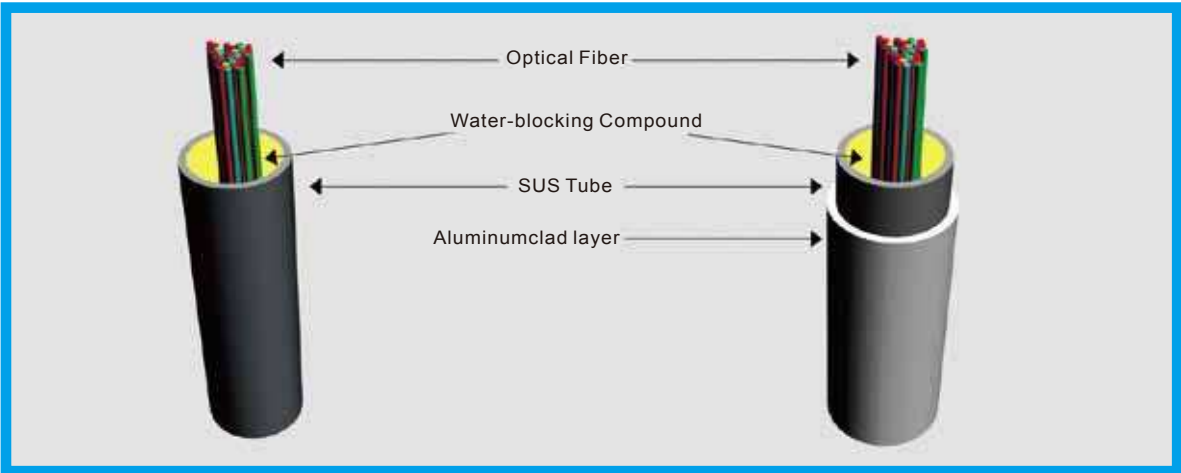 Optical Fiber
Water-blocking Compound
SUS Tube
Aluminumclad layer